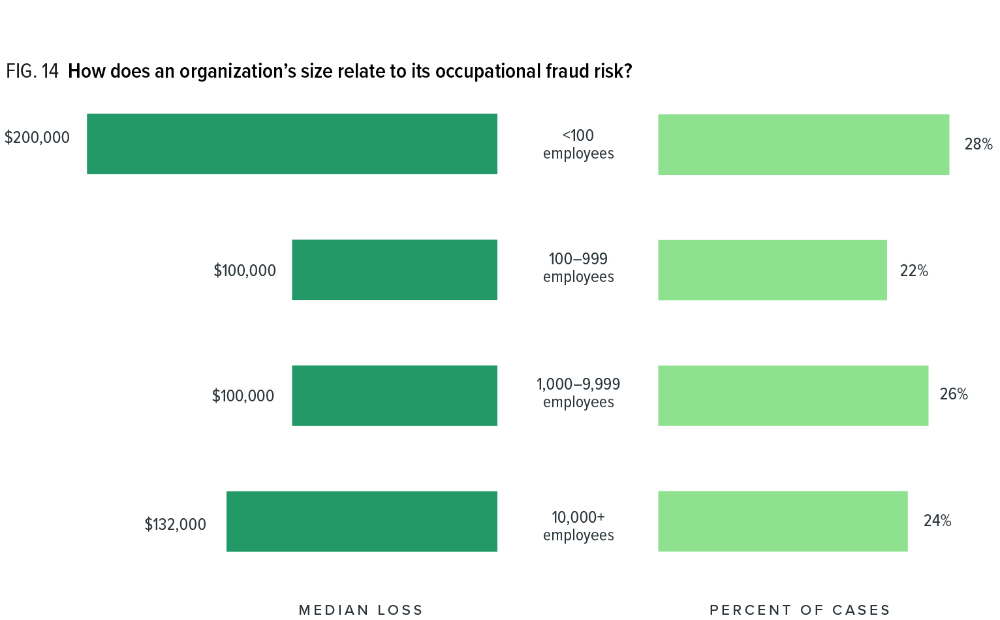 FIG. 14 How does an organization’s size relate to its occupational fraud risk?
$200,000
<100
employees
28%
$100,000
100–999
employees
22%
$100,000
1,000–9,999
employees
26%
$132,000
10,000+
employees
24%
MEDIAN LOSS
PERCENT OF CASES